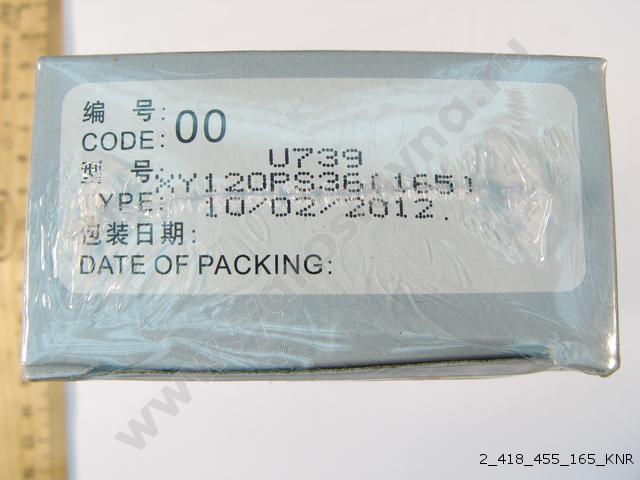 编 号:
CODE: 00
U739
型 号:
XY120PS36(165)
TYPE: 10/02/2012.
包装日期:
DATE OF PACKING:
2_418_455_165_KNR